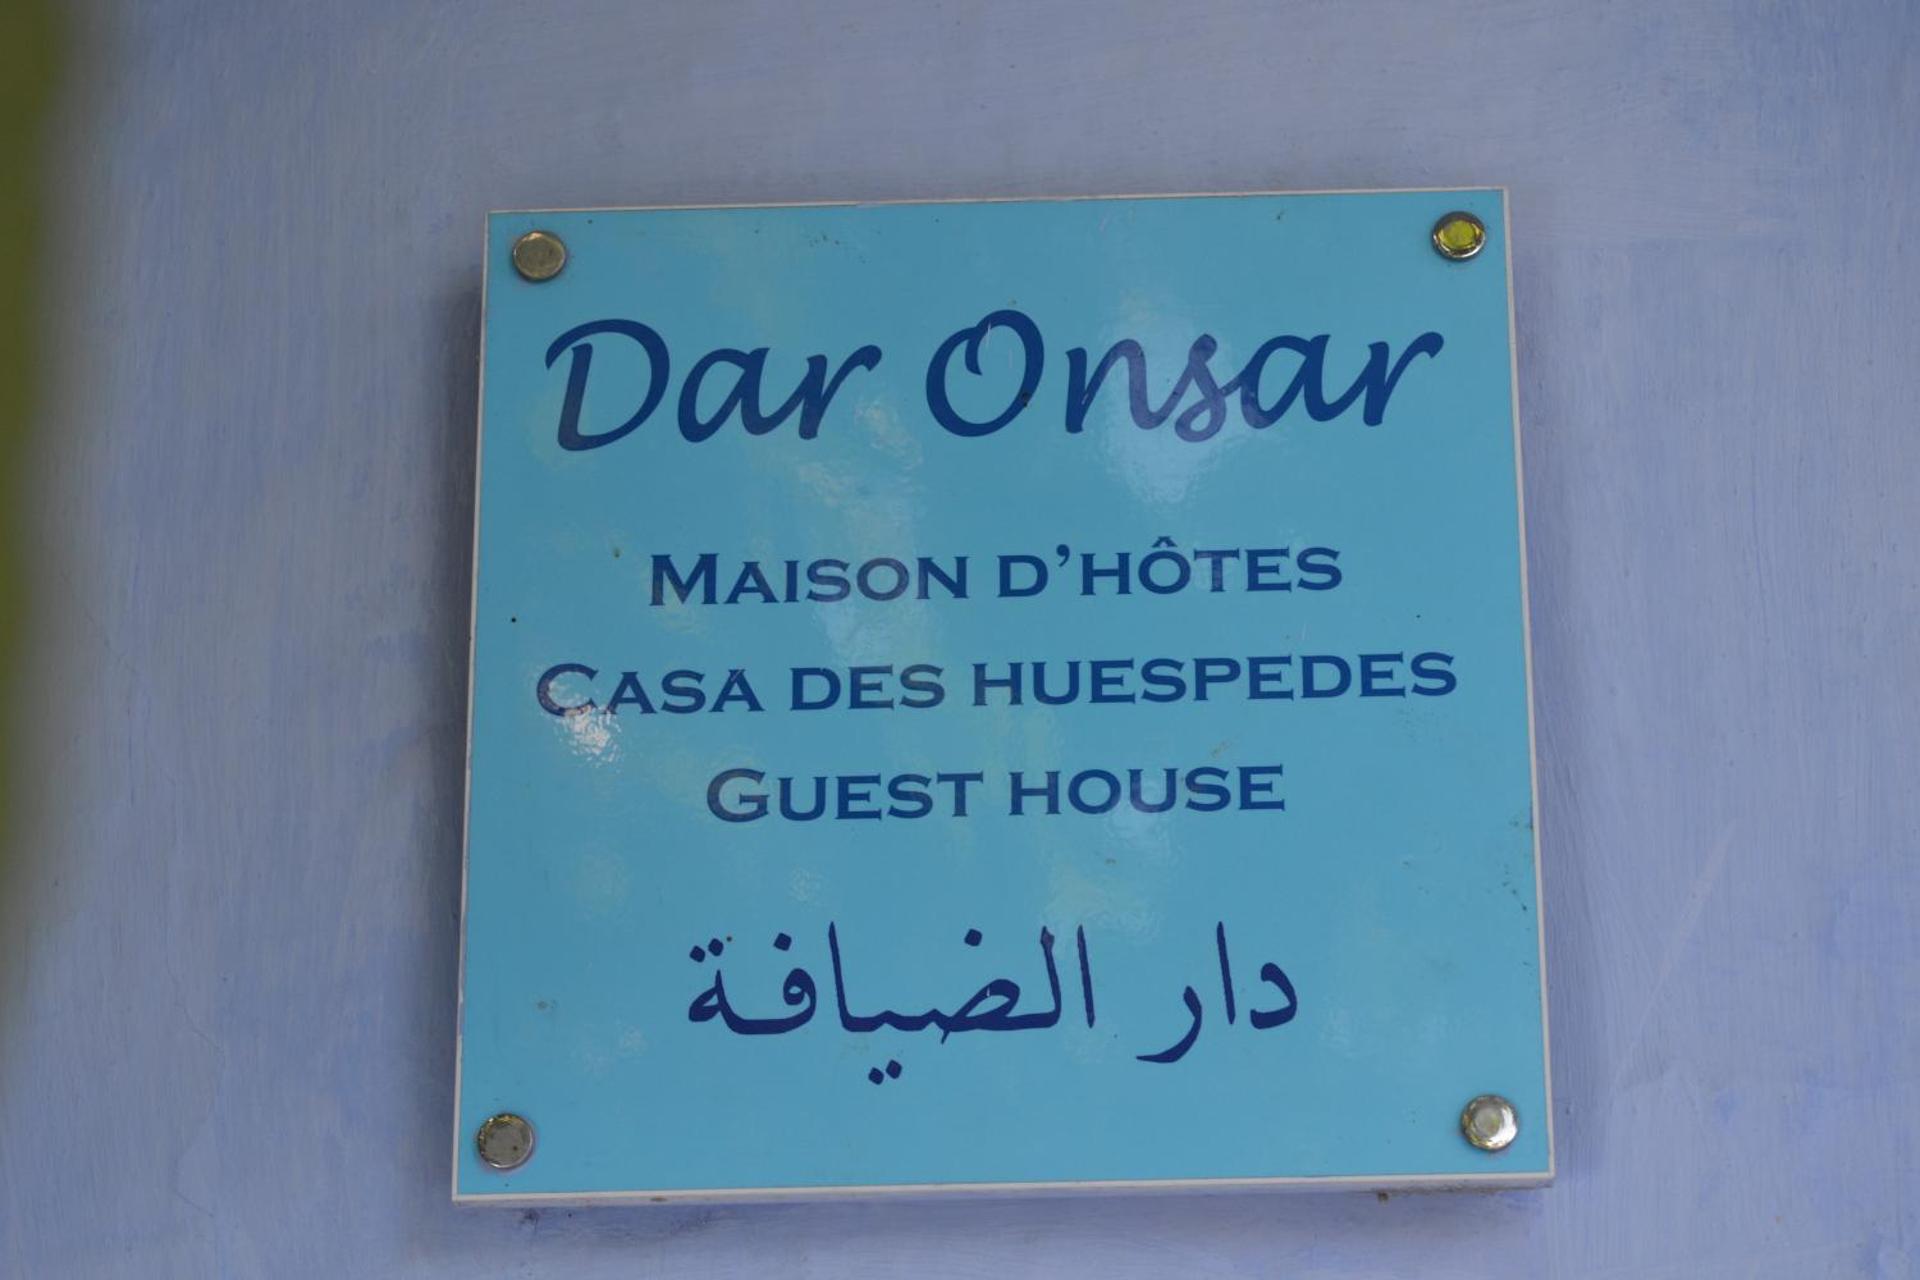 Dar Onsar
MAISON D'HÔTES
CASA DES HUESPEDES
GUEST HOUSE
دار الضيافة